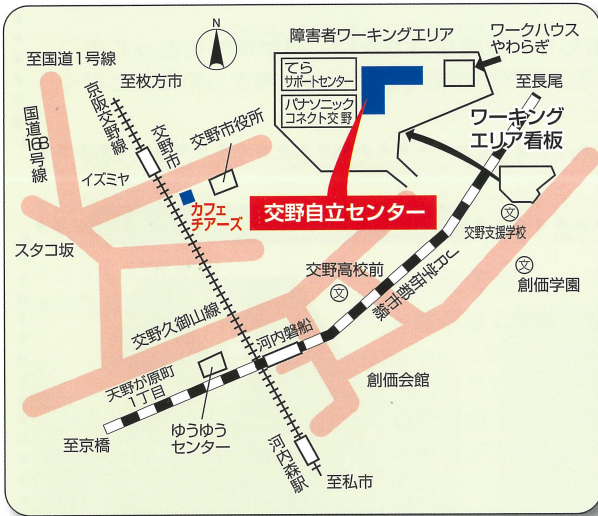 N
障害者ワーキングエリア
ワークハウス
やわらぎ
至国道1号線
至枚方市
てら
サポートセンター
至長尾
京阪交野線
交野市
交野市役所
パナソニック
コネクト交野
ワーキング
エリア看板
国道168号線
イズミヤ
カフェ
チアーズ
交野自立センター
文
交野支援学校
スタコ坂
交野高校前
文
JR学研都市線
文
創価学園
交野久御山線
河内磐船
天野が原町
1丁目
創価会館
ゆうゆう
センター
至京橋
河内森駅
至私市